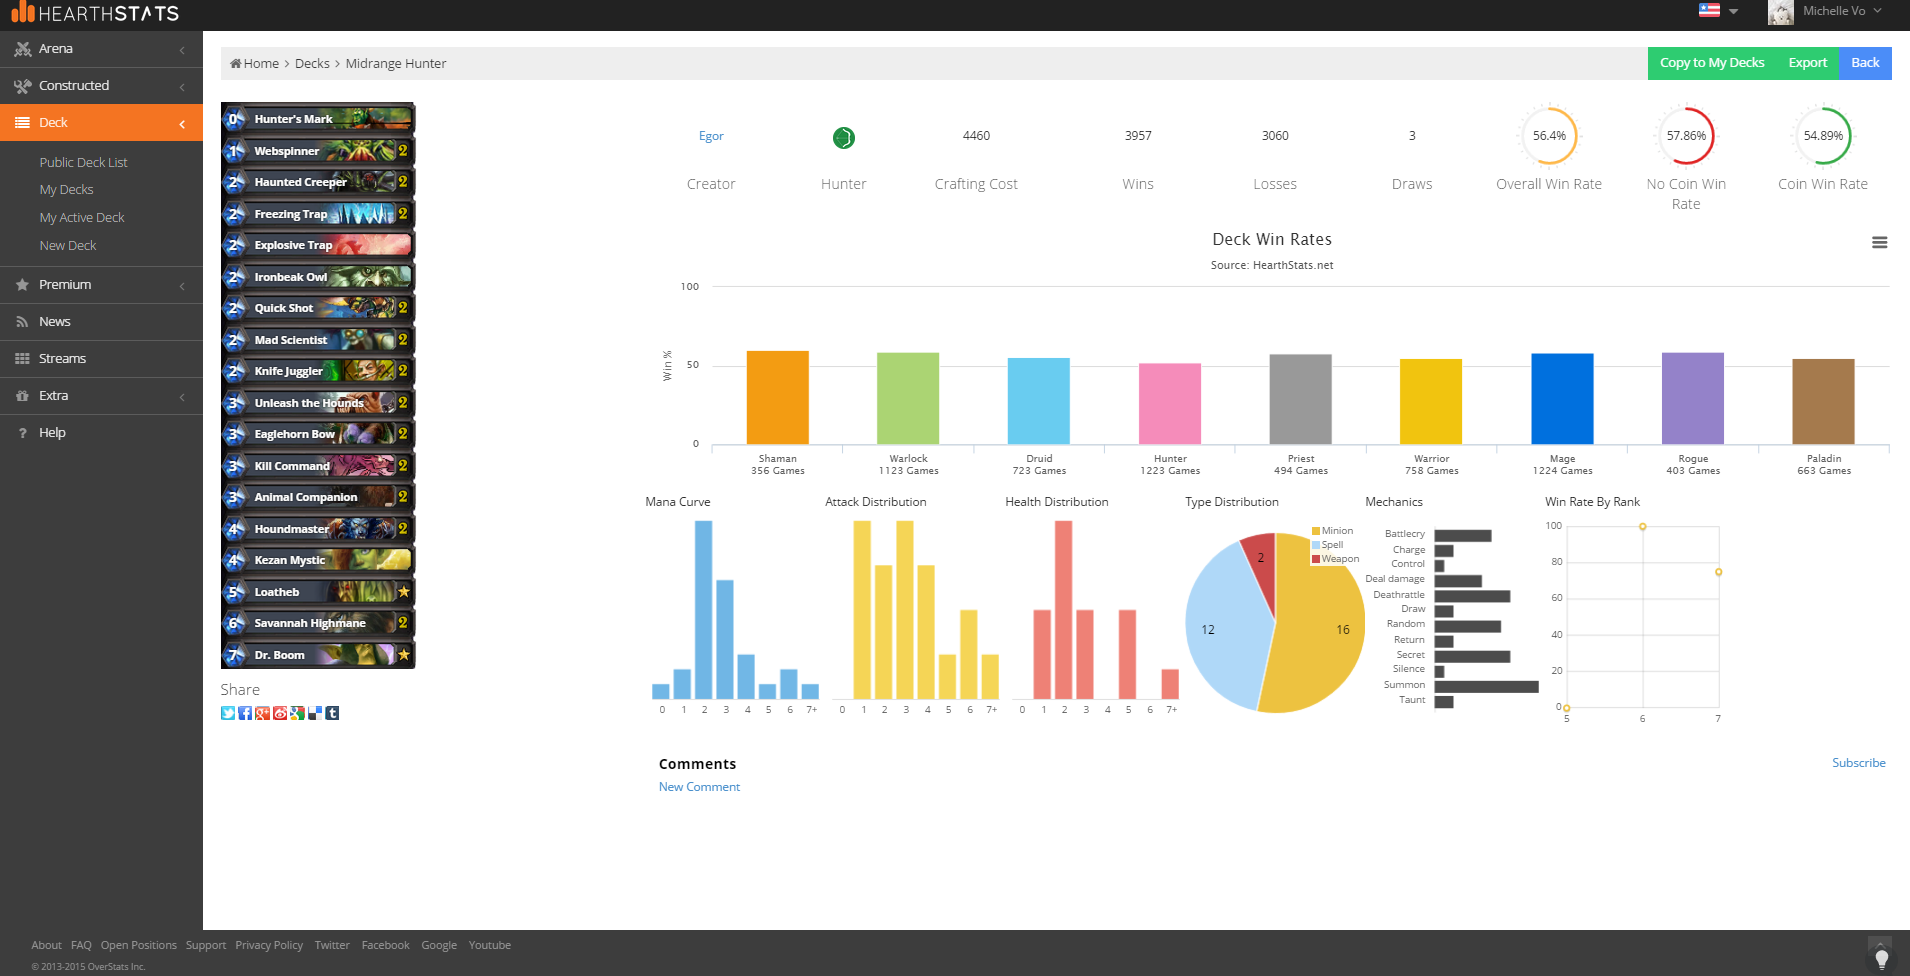 HEARTHSTATS
Michelle Vo
Arena
Constructed
Deck
Public Deck List
My Decks
My Active Deck
New Deck
Premium
News
Streams
Extra
Help
Home > Decks > Midrange Hunter
Copy to My Decks Export Back
0 Hunter's Mark
1 Webspinner 2
2 Haunted Creeper 2
2 Freezing Trap 2
2 Explosive Trap
2 Ironbeak Owl
2 Quick Shot 2
2 Mad Scientist 2
2 Knife Juggler 2
3 Unleash the Hounds 2
3 Eaglehorn Bow 2
3 Kill Command 2
3 Animal Companion 2
4 Houndmaster 2
4 Kezan Mystic
5 Loatheb
6 Savannah Highmane 2
7 Dr. Boom
Share
Egor 4460 3957 3060 3 56.4% 57.86% 54.89%
Creator Hunter Crafting Cost Wins Losses Draws Overall Win Rate No Coin Win Coin Win Rate
Rate
Deck Win Rates
Source: HearthStats.net
100
50
0
Win %
Shaman Warlock Druid Hunter Priest Warrior Mage Rogue Paladin
356 Games 1123 Games 723 Games 1223 Games 494 Games 758 Games 1224 Games 403 Games 663 Games
Mana Curve
0 1 2 3 4 5 6 7+
Attack Distribution
0 1 2 3 4 5 6 7+
Health Distribution
0 1 2 3 4 5 6 7+
Type Distribution
Minion
Spell
Weapon
2
12
16
Mechanics
Battlecry
Charge
Control
Deal damage
Deathrattle
Draw
Random
Return
Secret
Silence
Summon
Taunt
Win Rate By Rank
100
80
60
40
20
0
5 6 7
Comments
Subscribe
New Comment
About FAQ Open Positions Support Privacy Policy Twitter Facebook Google Youtube
© 2013-2015 OverStats Inc.